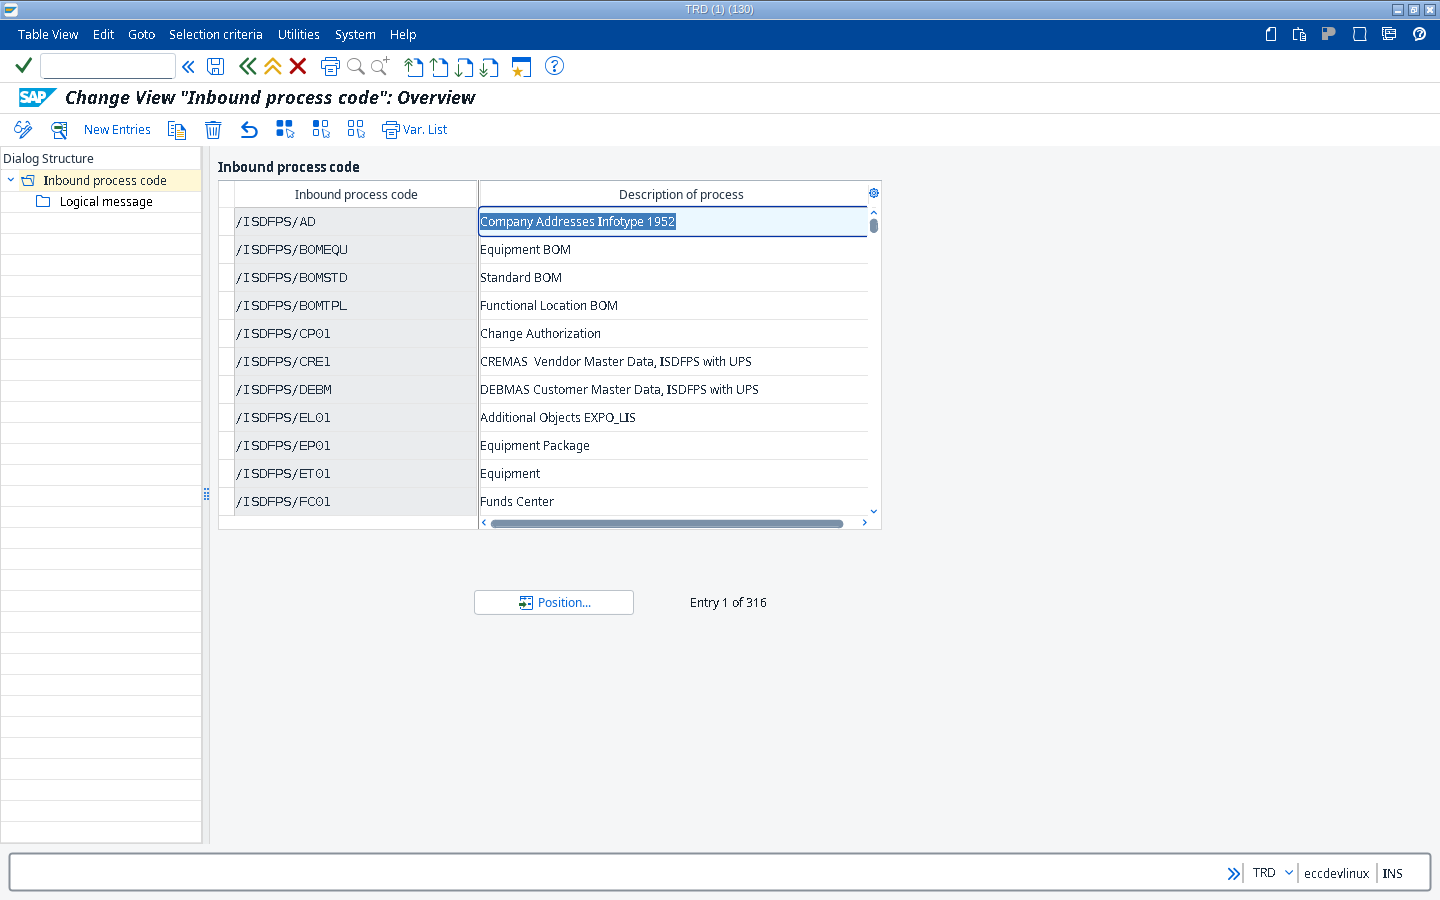 TRD (1) (130)
Table View Edit Goto Selection criteria Utilities System Help
SAP Change View "Inbound process code": Overview
New Entries Var. List
Dialog Structure
Inbound process code
Logical message
Inbound process code
Inbound process code Description of process
/ISDFPS/AD Company Addresses Infotype 1952
/ISDFPS/BOMEQU Equipment BOM
/ISDFPS/BOMSTD Standard BOM
/ISDFPS/BOMTPL Functional Location BOM
/ISDFPS/CP01 Change Authorization
/ISDFPS/CRE1 CREMAS  Venddor Master Data, ISDFPS with UPS
/ISDFPS/DEBM DEBMAS Customer Master Data, ISDFPS with UPS
/ISDFPS/EL01 Additional Objects EXPO_LIS
/ISDFPS/EP01 Equipment Package
/ISDFPS/ET01 Equipment
/ISDFPS/FC01 Funds Center
Position... Entry 1 of 316
TRD eccdevlinux INS